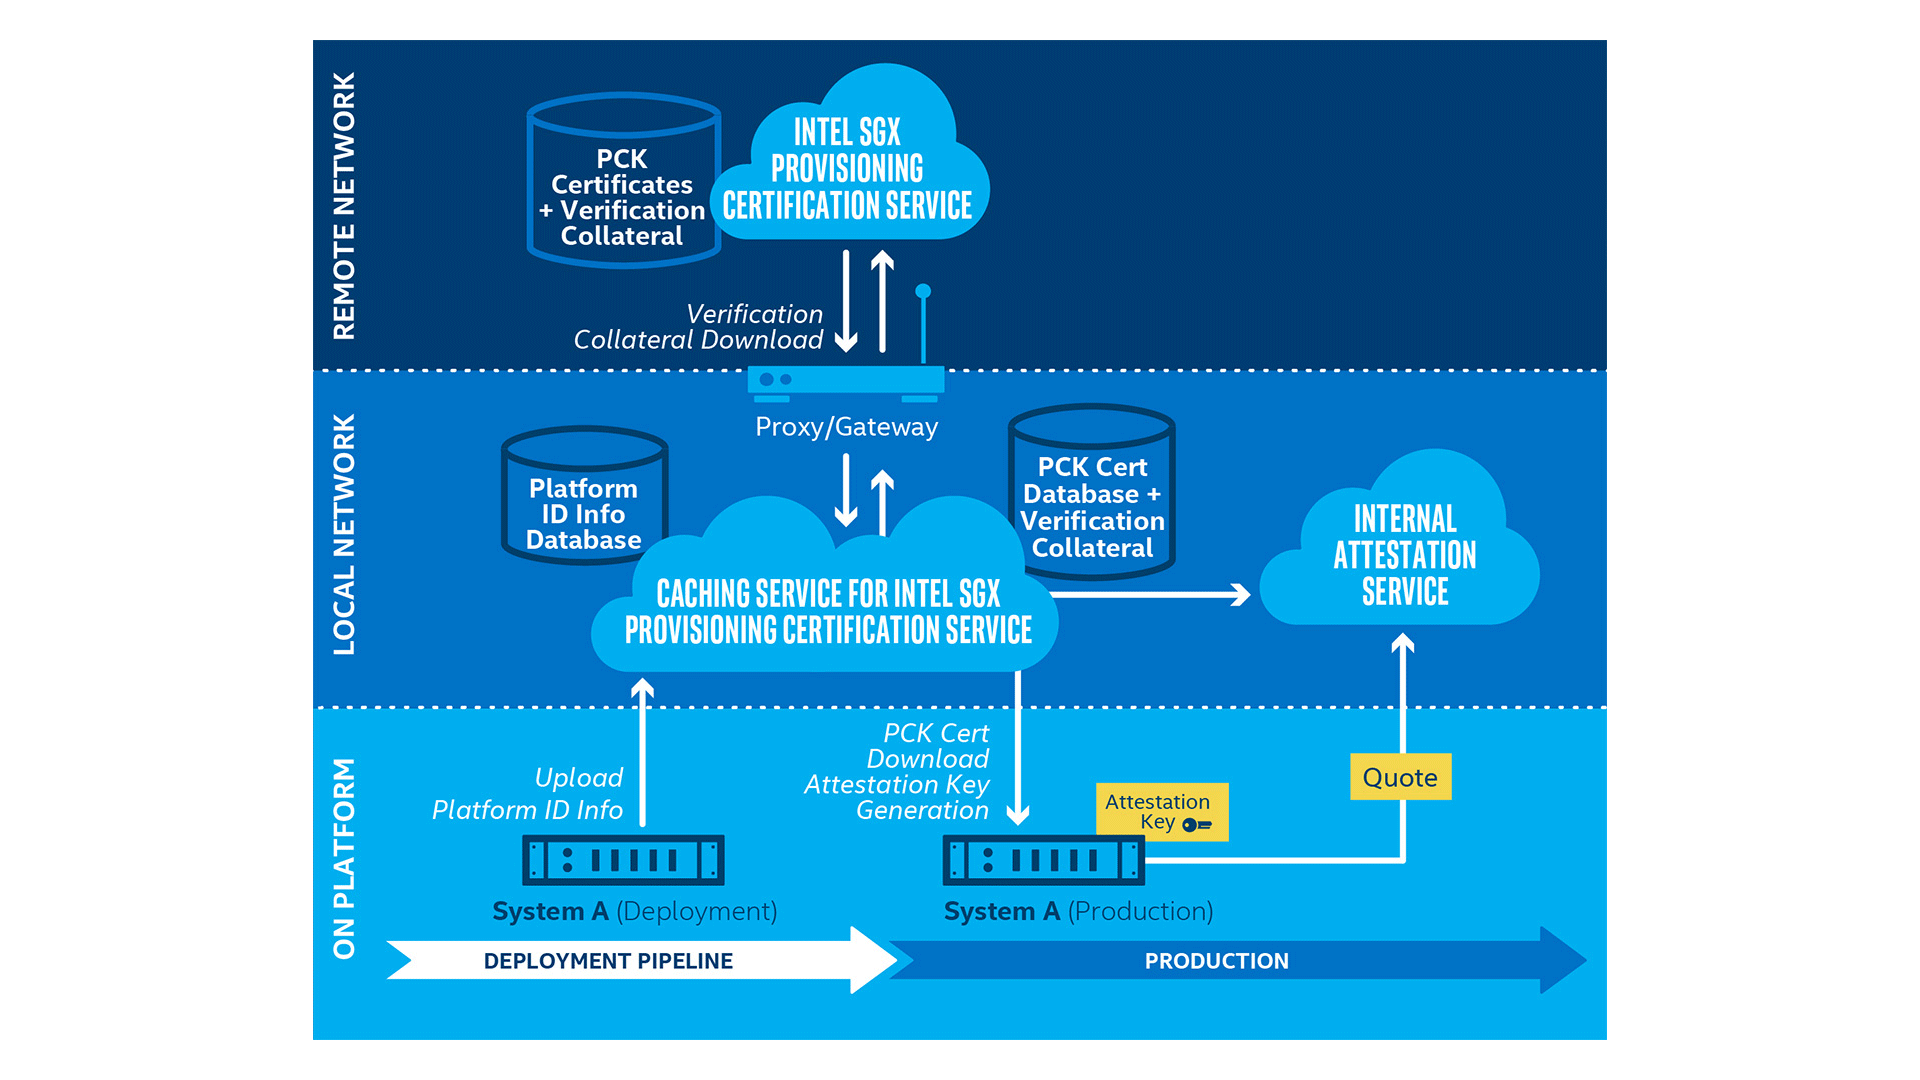 REMOTE NETWORK
PCK
Certificates
+ Verification
Collateral
INTEL SGX
PROVISIONING
CERTIFICATION SERVICE
Verification
Collateral Download
LOCAL NETWORK
Proxy/Gateway
Platform
ID Info
Database
PCK Cert
Database +
Verification
Collateral
INTERNAL
ATTESTATION
SERVICE
CACHING SERVICE FOR INTEL SGX
PROVISIONING CERTIFICATION SERVICE
ON PLATFORM
Upload
Platform ID Info
PCK Cert
Download
Attestation Key
Generation
Attestation
Key
Quote
System A (Deployment)
System A (Production)
DEPLOYMENT PIPELINE
PRODUCTION